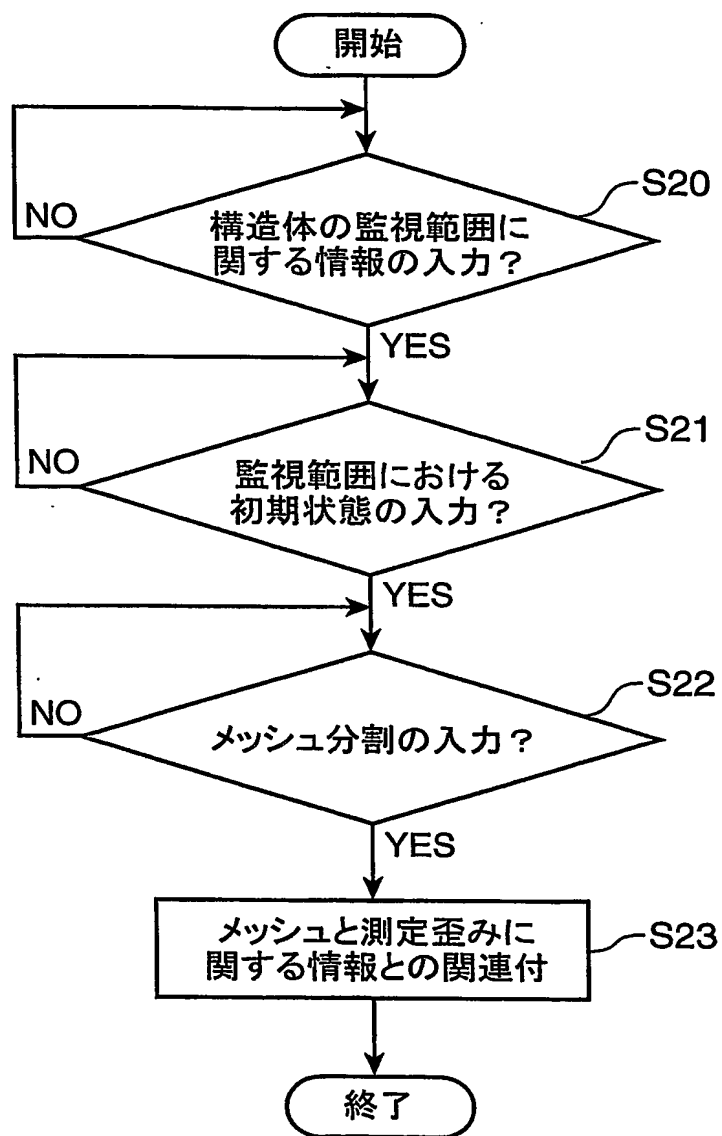 開始
S20
NO
構造体の監視範囲に
関する情報の入力？
YES
S21
NO
監視範囲における
初期状態の入力？
YES
S22
NO
メッシュ分割の入力？
YES
メッシュと測定歪みに
関する情報との関連付
S23
終了